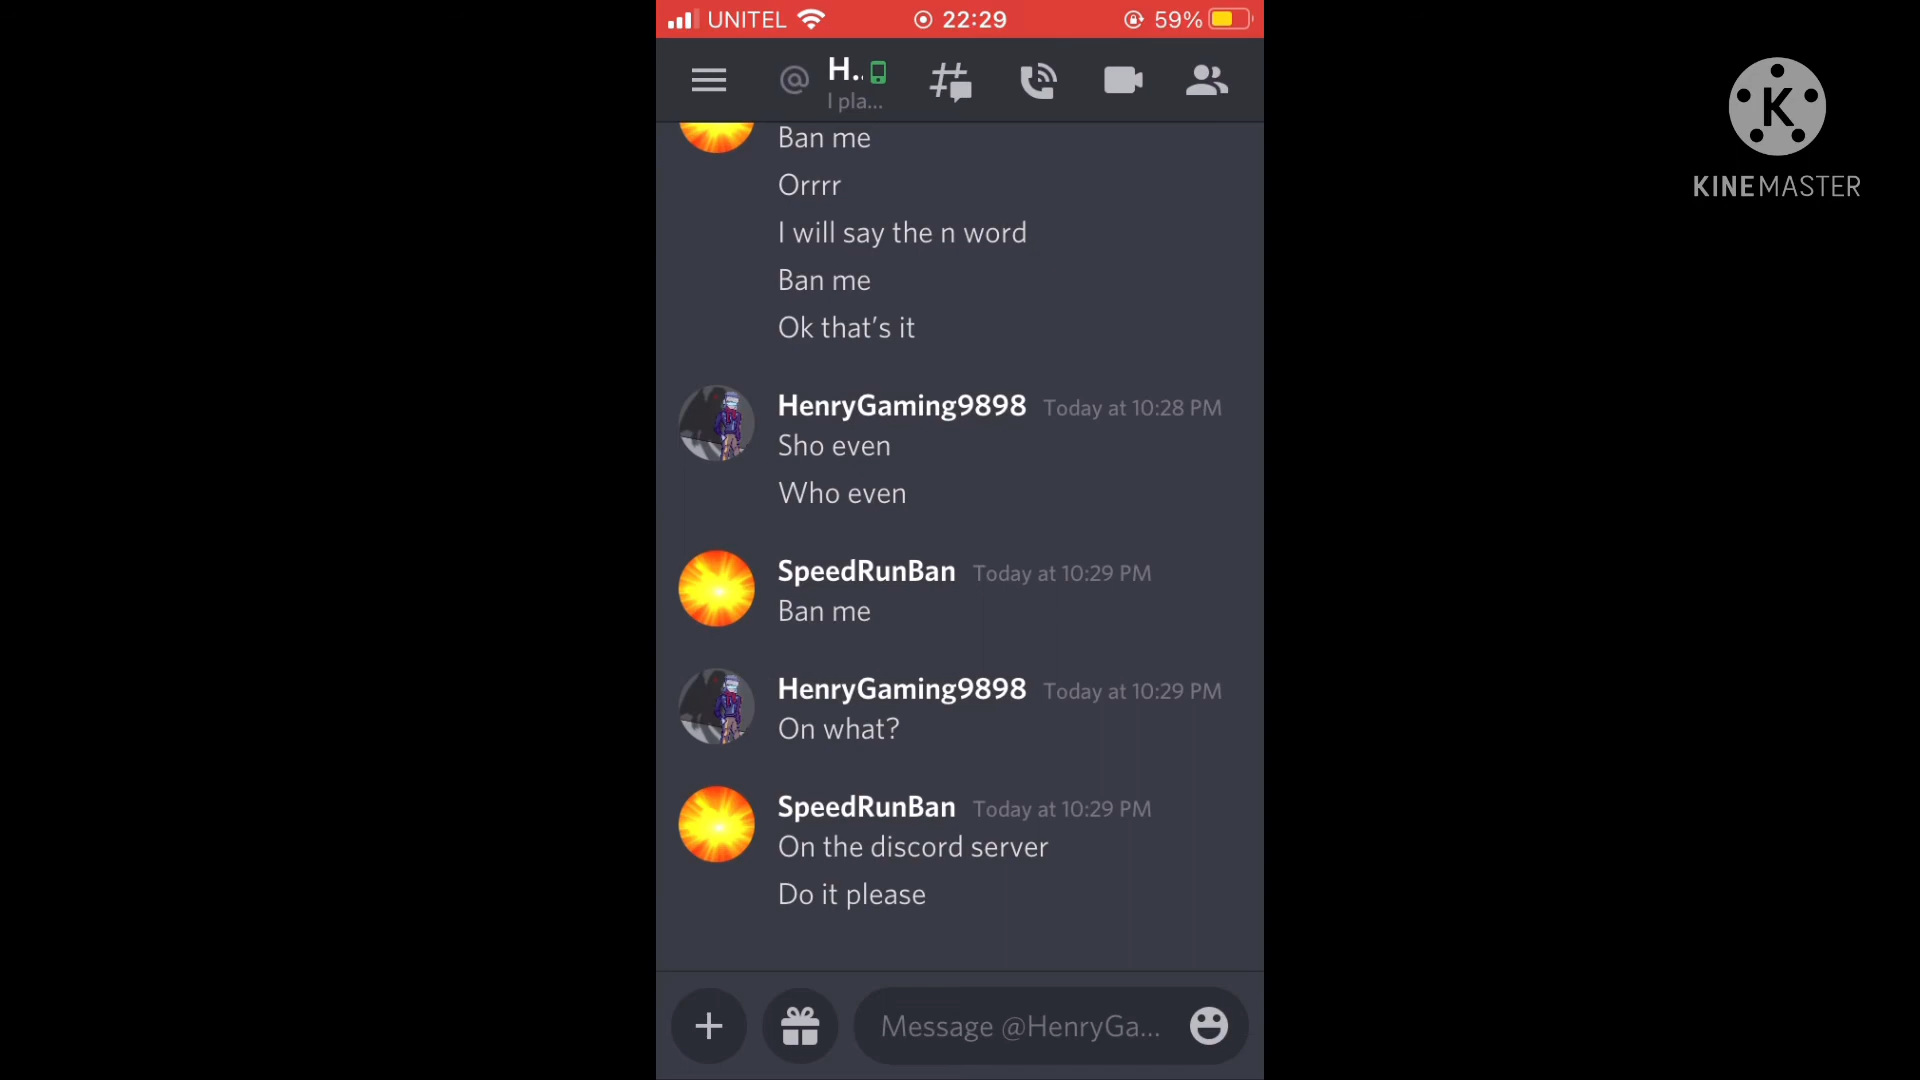 UNITEL 22:29 59%
H..
I pla...
KINEMASTER
Ban me
Orrrr
I will say the n word
Ban me
Ok that’s it
HenryGaming9898 Today at 10:28 PM
Sho even
Who even
SpeedRunBan Today at 10:29 PM
Ban me
HenryGaming9898 Today at 10:29 PM
On what?
SpeedRunBan Today at 10:29 PM
On the discord server
Do it please
Message @HenryGa...